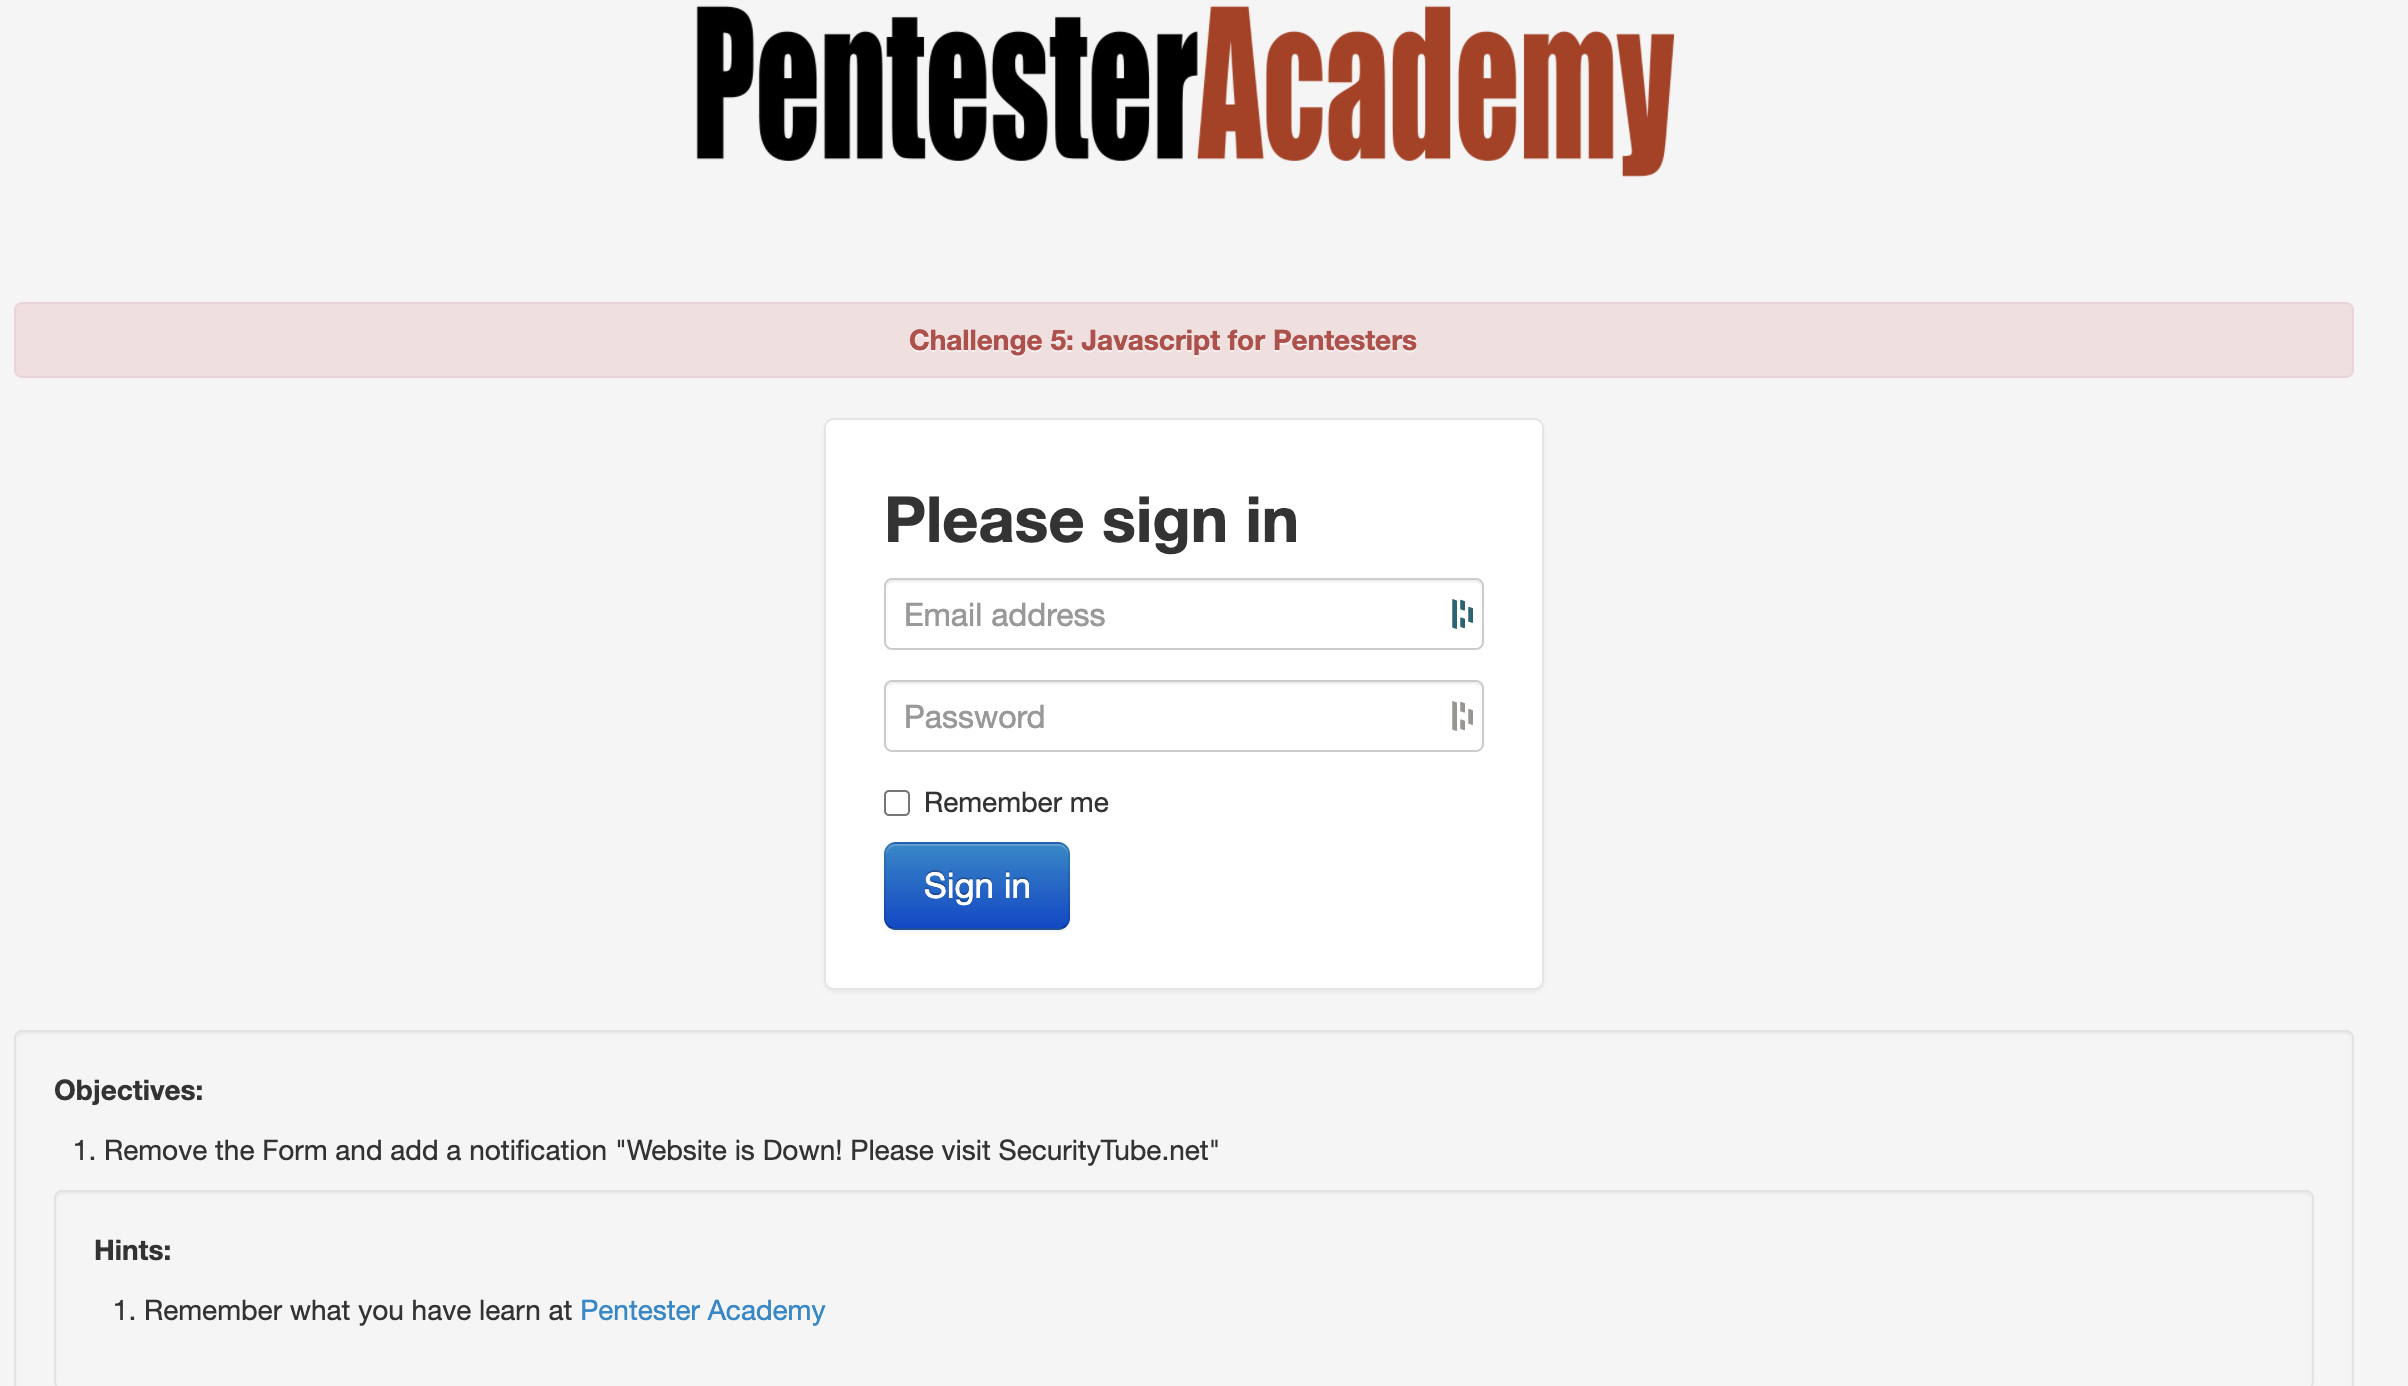 PentesterAcademy
Challenge 5: Javascript for Pentesters
Please sign in
Email address
Password
Remember me
Sign in
Objectives:
1. Remove the Form and add a notification "Website is Down! Please visit SecurityTube.net"
Hints:
1. Remember what you have learn at Pentester Academy